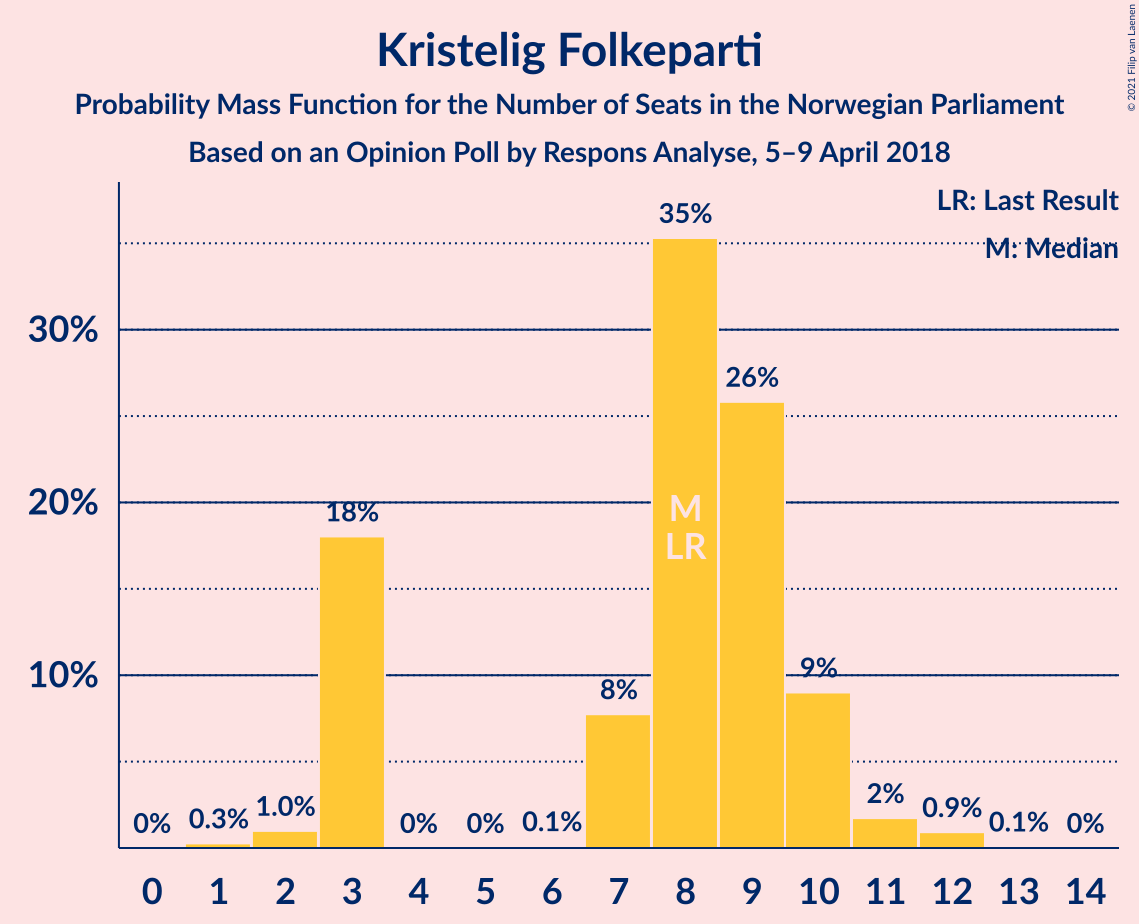 Kristelig Folkeparti
Probability Mass Function for the Number of Seats in the Norwegian Parliament
Based on an Opinion Poll by Respons Analyse, 5–9 April 2018
© 2021 Filip van Laenen
LR: Last Result
M: Median
30%
20%
10%
0%
0.3%
1.0%
18%
0%
0%
0.1%
8%
35%
26%
9%
2%
0.9%
0.1%
0%
M
LR
0 1 2 3 4 5 6 7 8 9 10 11 12 13 14